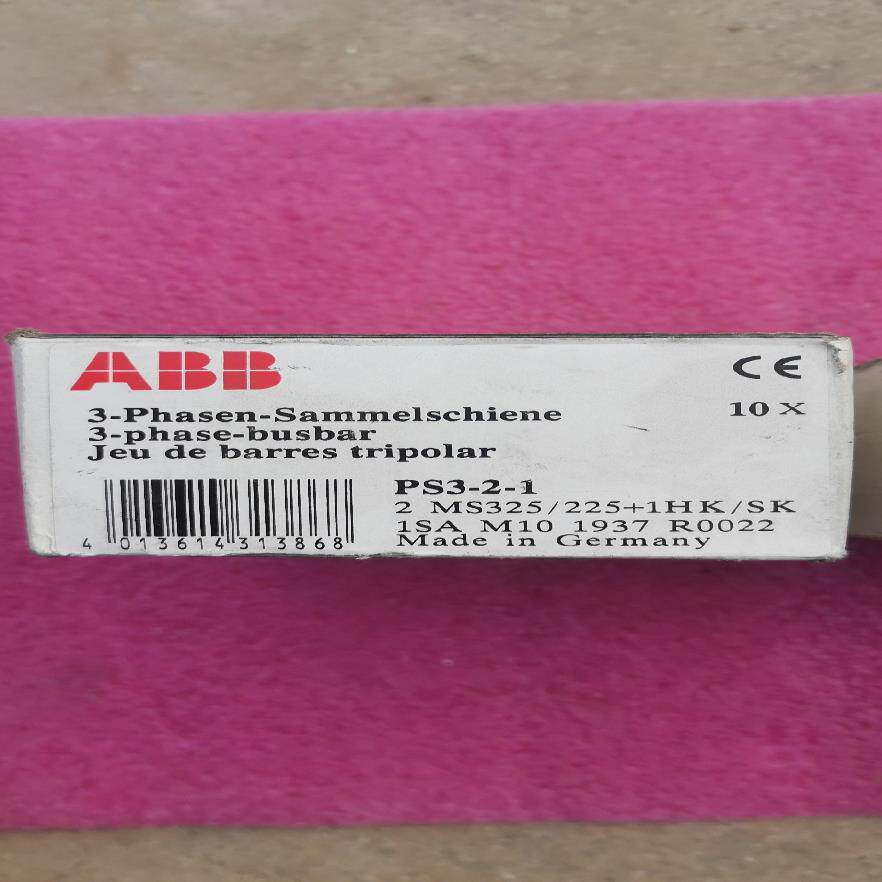 ABB
CE
3-Phasen-Sammelschiene
10 X
3-phase-busbar
Jeu de barres tripolar
PS3-2-1
2 MS325/225+1HK/SK
1SA M10 1937 R0022
Made in Germany
4 013614 313868